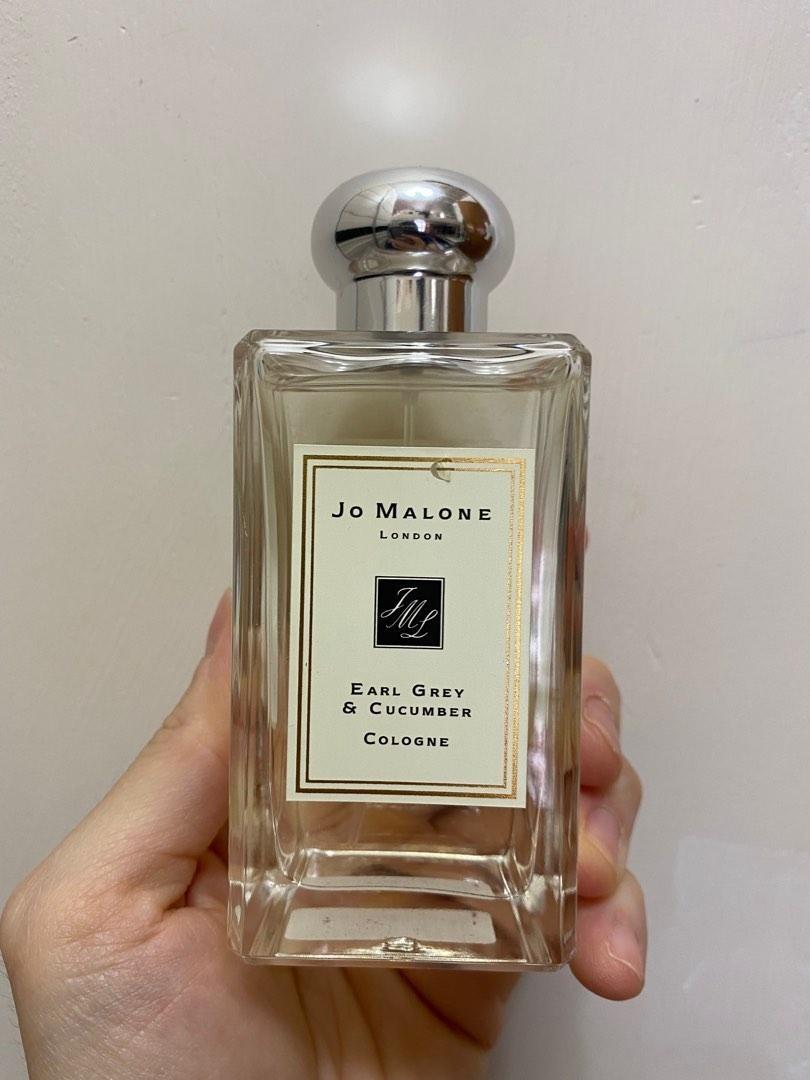 Jo Malone
London
JML
Earl Grey
& Cucumber
Cologne